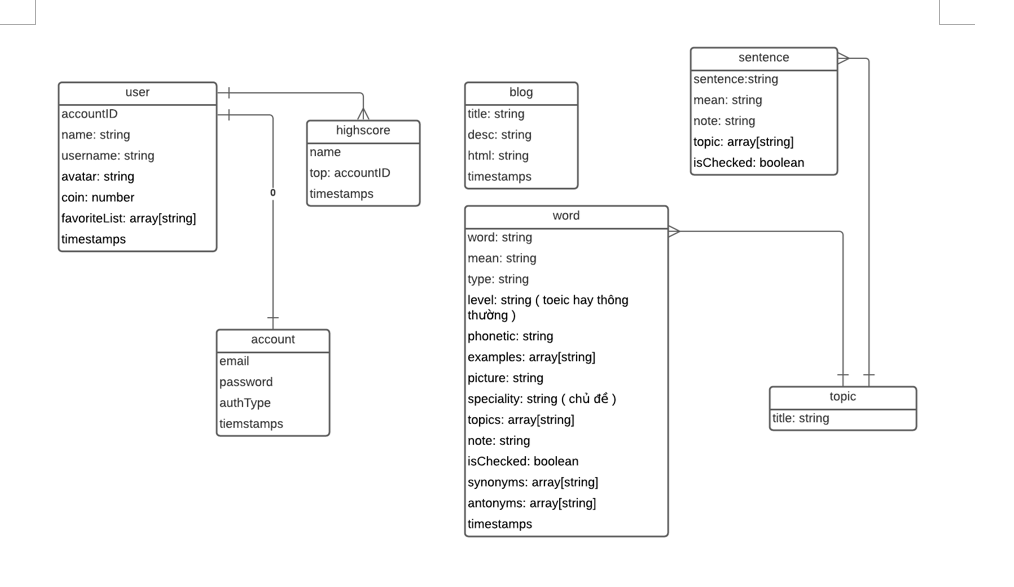 user
accountID
name: string
username: string
avatar: string
coin: number
favoriteList: array[string]
timestamps
0
highscore
name
top: accountID
timestamps
account
email
password
authType
tiemstamps
blog
title: string
desc: string
html: string
timestamps
word
word: string
mean: string
type: string
level: string ( toeic hay thông
thường )
phonetic: string
examples: array[string]
picture: string
speciality: string ( chủ đề )
topics: array[string]
note: string
isChecked: boolean
synonyms: array[string]
antonyms: array[string]
timestamps
sentence
sentence:string
mean: string
note: string
topic: array[string]
isChecked: boolean
topic
title: string